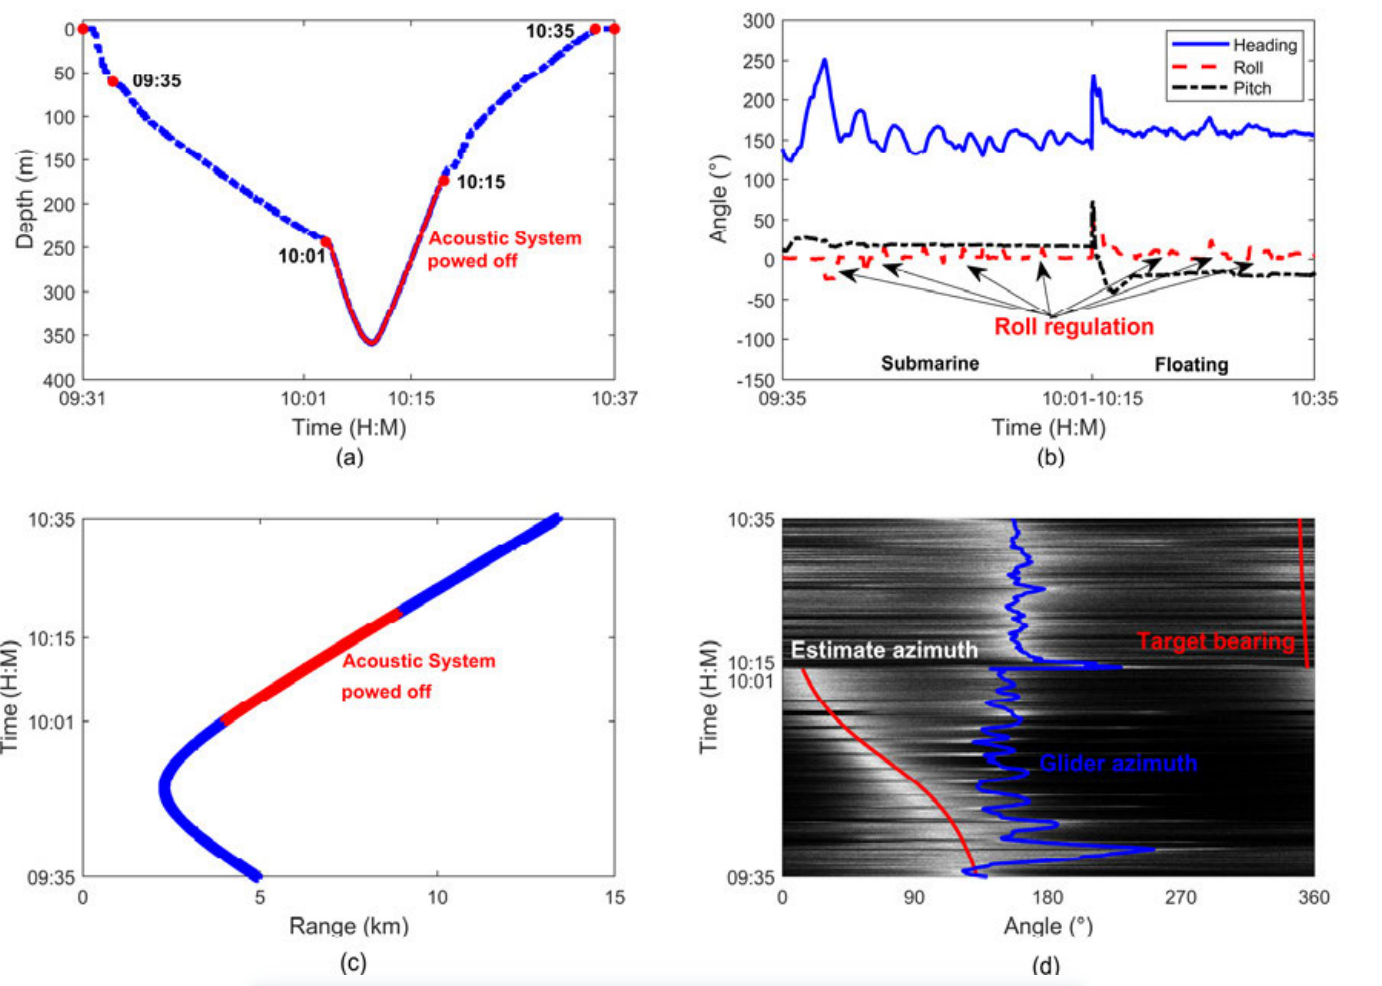 0
50
100
150
200
250
300
350
400
Depth (m)
09:35
10:35
10:15
10:01
Acoustic System
powed off
09:31
10:01
10:15
10:37
Time (H:M)
(a)
300
250
200
150
100
50
0
-50
-100
-150
Angle (°)
Heading
Roll
Pitch
Roll regulation
Submarine
Floating
09:35
10:01-10:15
10:35
Time (H:M)
(b)
10:35
10:15
10:01
09:35
Time (H:M)
Acoustic System
powed off
0
5
10
15
Range (km)
(c)
10:35
10:15
10:01
09:35
Time (H:M)
Estimate azimuth
Target bearing
Glider azimuth
0
90
180
270
360
Angle (°)
(d)